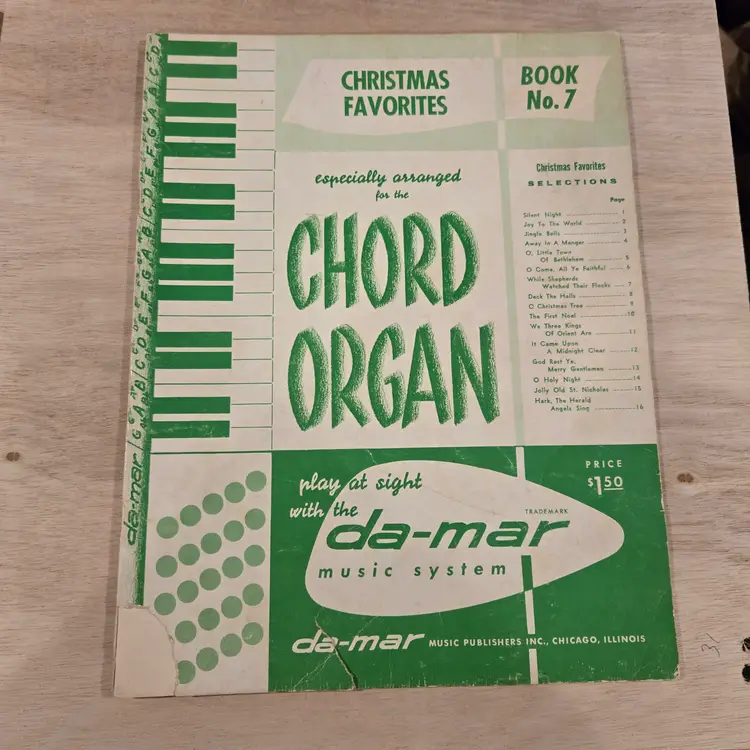 CHRISTMAS
FAVORITES
BOOK
No. 7
especially arranged
for the
CHORD
ORGAN
Christmas Favorites
SELECTIONS
Page
Silent Night 1
Joy To The World 2
Jingle Bells 3
Away In A Manger 4
O, Little Town
Of Bethlehem 5
O Come, All Ye Faithful 6
While Shepherds
Watched Their Flocks 7
Deck The Halls 8
O Christmas Tree 9
The First Noel 10
We Three Kings
Of Orient Are 11
It Came Upon
A Midnight Clear 12
God Rest Ye,
Merry Gentlemen 13
O Holy Night 14
Jolly Old St. Nicholas 15
Hark, The Herald
Angels Sing 16
PRICE
$1.50
play at sight
with the
da-mar
TRADEMARK
music system
da-mar MUSIC PUBLISHERS INC., CHICAGO, ILLINOIS
da-mar